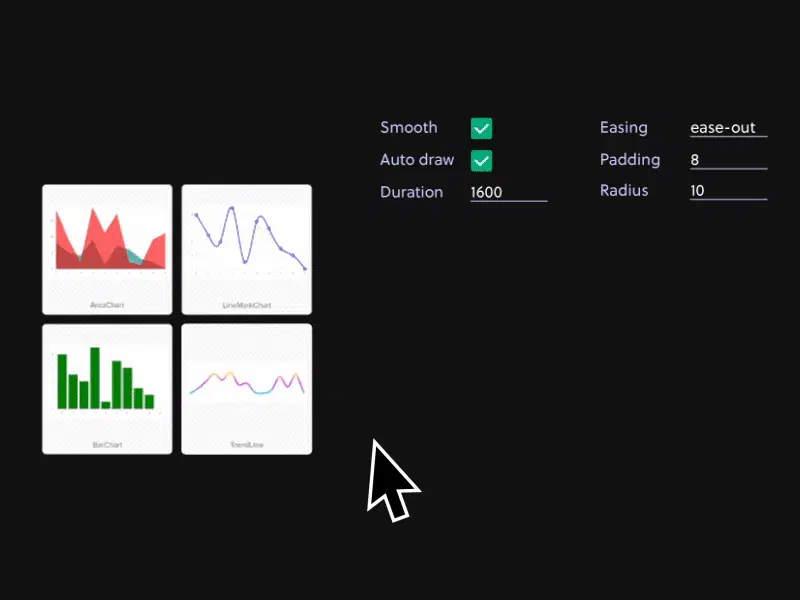 Smooth
Auto draw
Duration 1600
Easing ease-out
Padding 8
Radius 10
AreaChart
LineMarkChart
BarChart
TrendLine